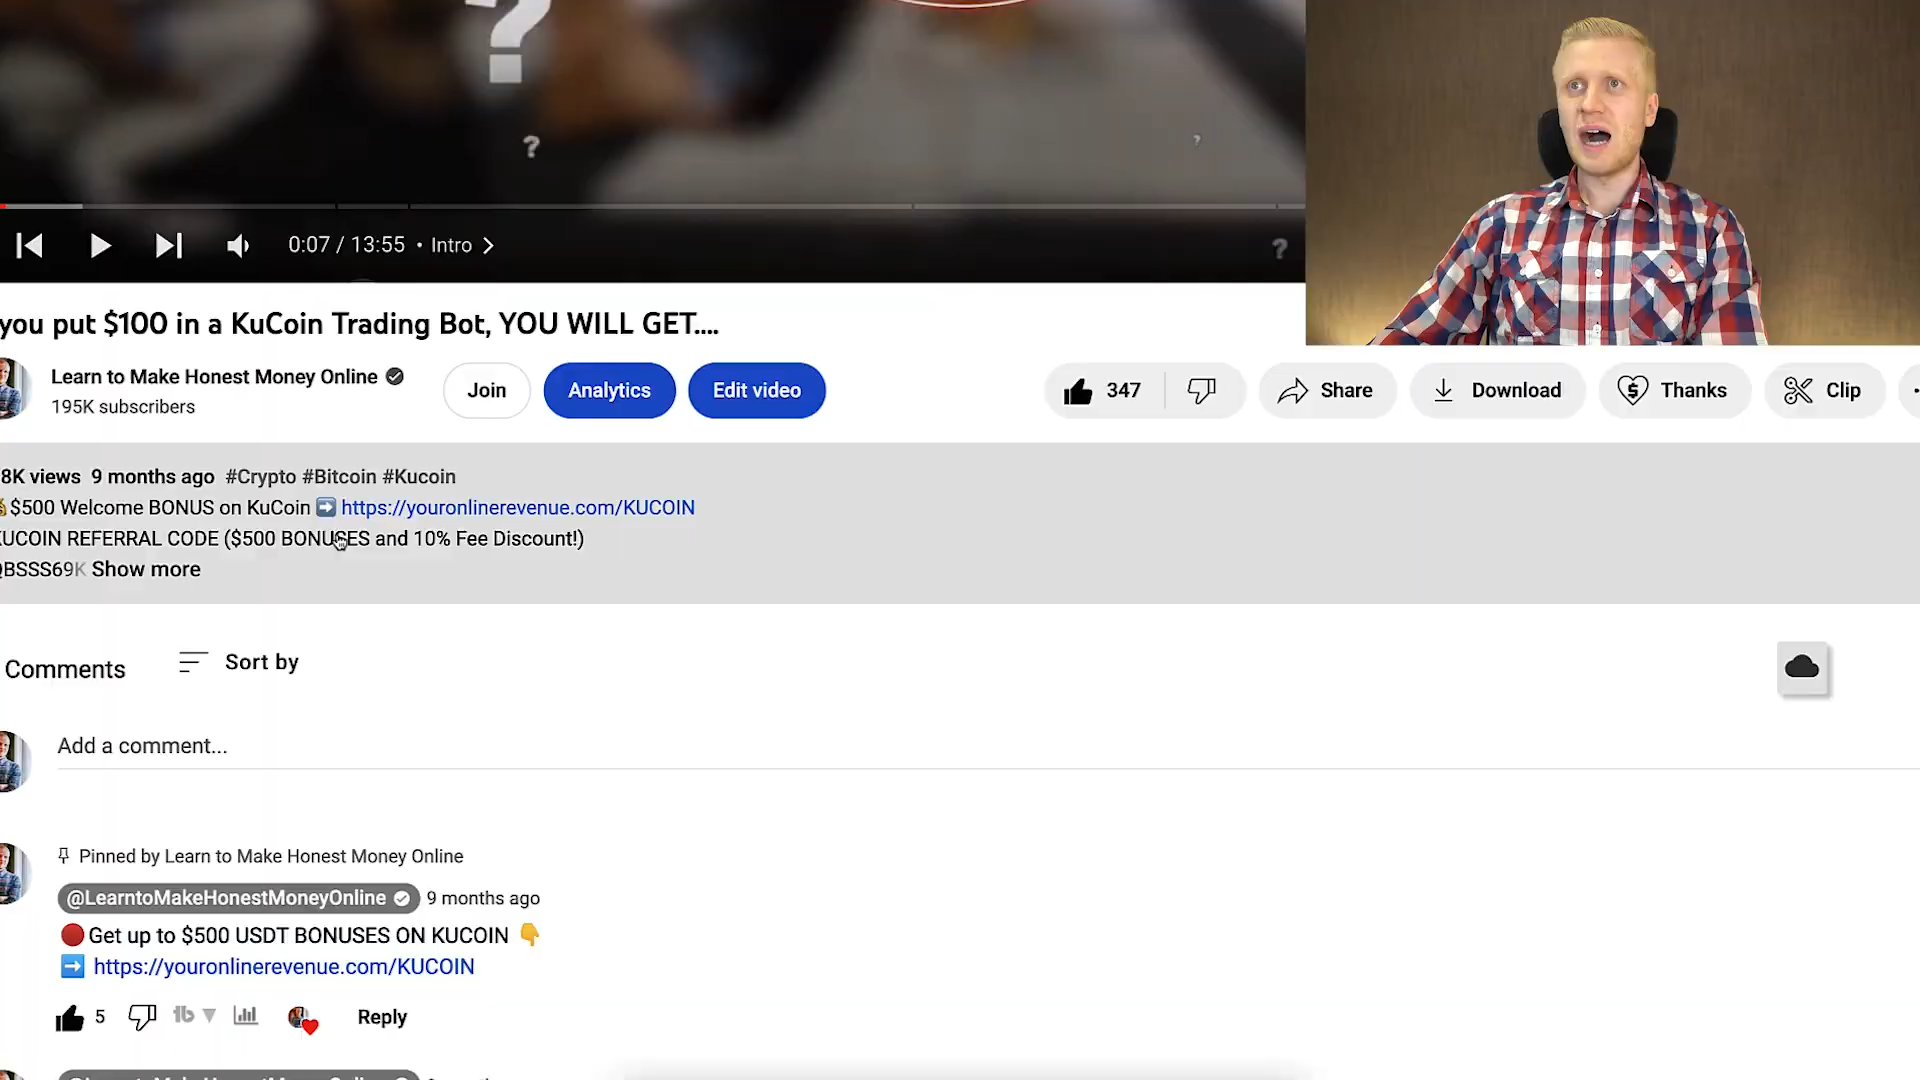 ?
?
?
0:07 / 13:55 • Intro
?
you put $100 in a KuCoin Trading Bot, YOU WILL GET....
Learn to Make Honest Money Online
195K subscribers
Join
Analytics
Edit video
347
Share
Download
Thanks
Clip
8K views 9 months ago #Crypto #Bitcoin #Kucoin
$500 Welcome BONUS on KuCoin ➡️ https://youronlinerevenue.com/KUCOIN
KUCOIN REFERRAL CODE ($500 BONUSES and 10% Fee Discount!)
QBSSS69K Show more
Comments
Sort by
Add a comment...
Pinned by Learn to Make Honest Money Online
@LearntoMakeHonestMoneyOnline 9 months ago
🔴Get up to $500 USDT BONUSES ON KUCOIN 👇
➡️ https://youronlinerevenue.com/KUCOIN
5
Reply